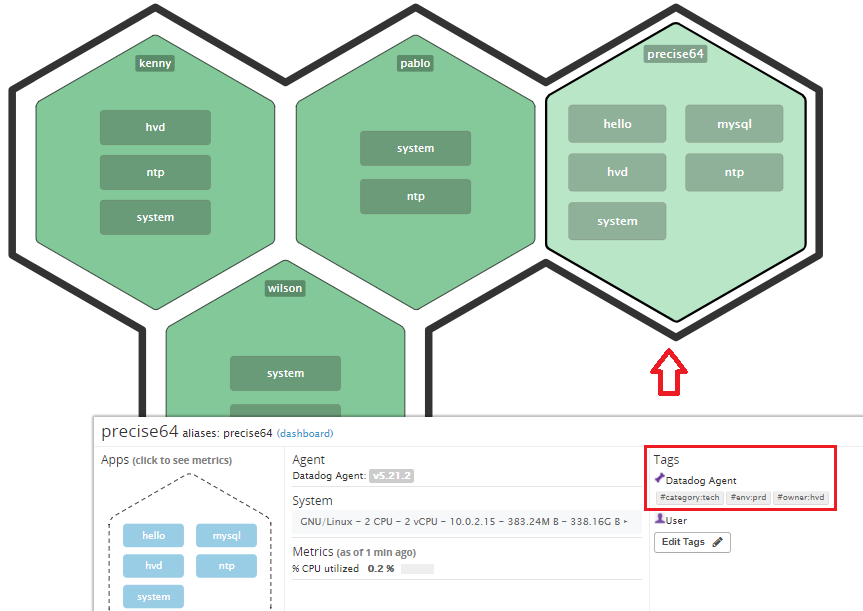 kenny
hvd
ntp
system
pablo
system
ntp
precise64
hello
mysql
hvd
ntp
system
wilson
system
precise64 aliases: precise64 (dashboard)
Apps (click to see metrics)
hello
mysql
hvd
ntp
system
Agent
Datadog Agent: v5.21.2
System
GNU/Linux - 2 CPU - 2 vCPU - 10.0.2.15 - 383.24M B - 338.16G B ▸
Metrics (as of 1 min ago)
% CPU utilized 0.2 %
Tags
Datadog Agent
#category:tech #env:prd #owner:hvd
User
Edit Tags